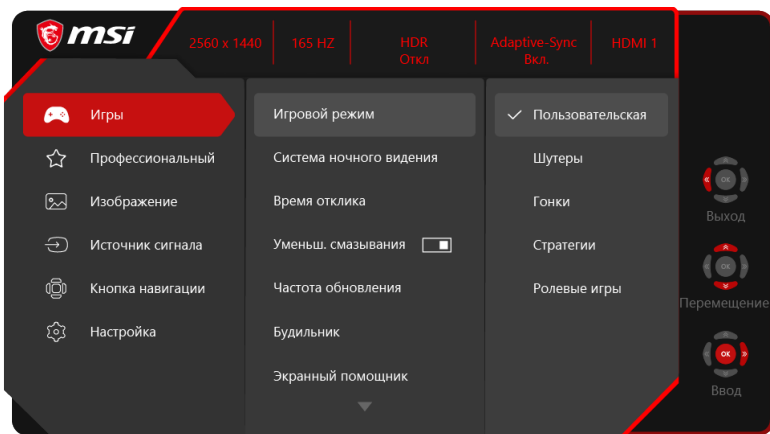 msi
2560 x 1440
165 HZ
HDR
Откл
Adaptive-Sync
Вкл.
HDMI 1
Игры
Профессиональный
Изображение
Источник сигнала
Кнопка навигации
Настройка
Игровой режим
Система ночного видения
Время отклика
Уменьш. смазывания
Частота обновления
Будильник
Экранный помощник
Пользовательская
Шутеры
Гонки
Стратегии
Ролевые игры
OK
Выход
OK
Перемещение
OK
Ввод